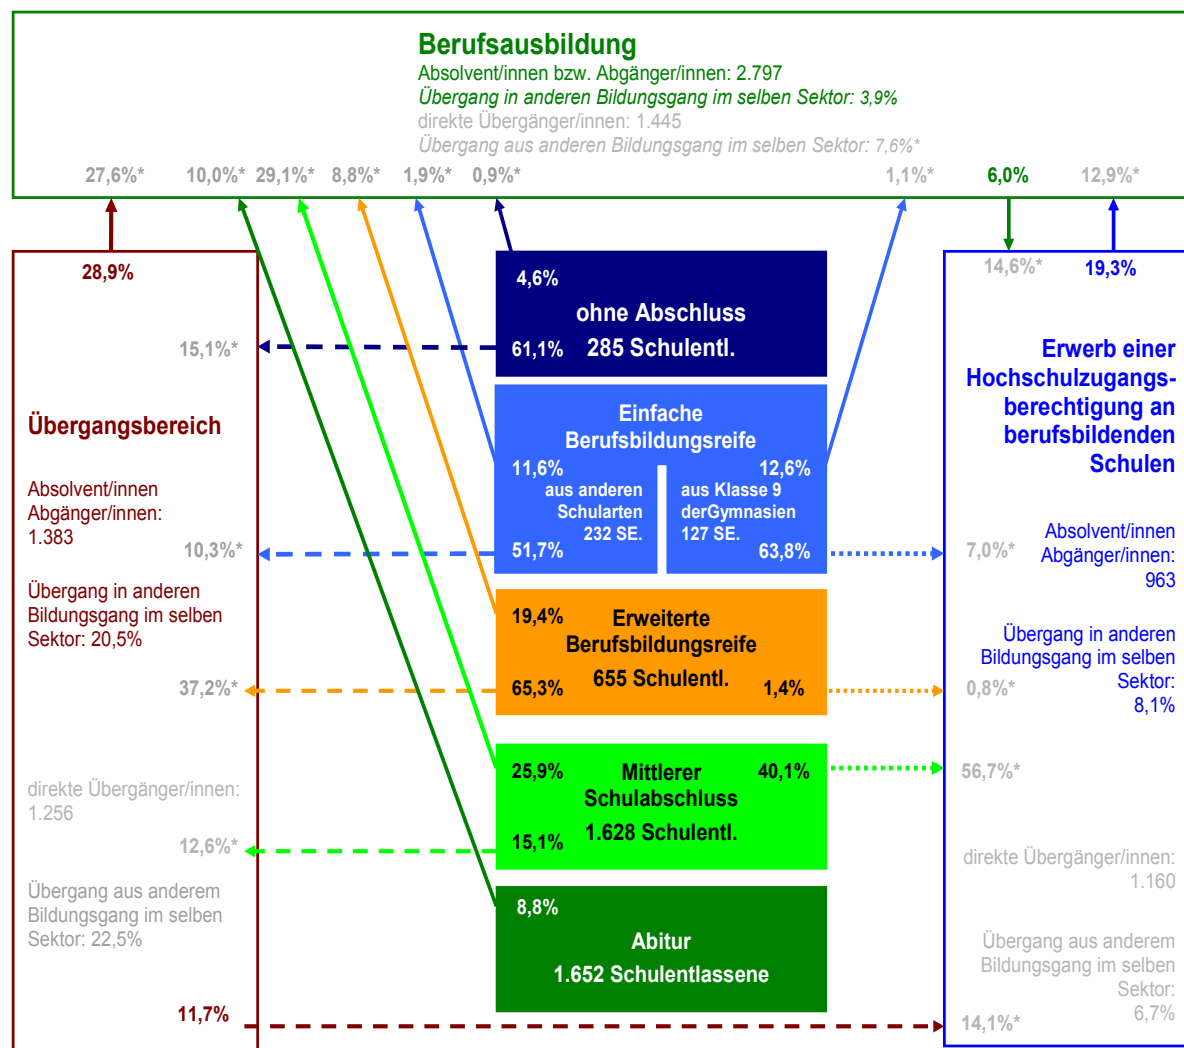 Berufsausbildung
Absolvent/innen bzw. Abgänger/innen: 2.797
Übergang in anderen Bildungsgang im selben Sektor: 3,9%
direkte Übergänger/innen: 1.445
Übergang aus anderen Bildungsgang im selben Sektor: 7,6%*
27,6%* 10,0%* 29,1%* 8,8%* 1,9%* 0,9%* 1,1%* 6,0% 12,9%*
28,9%
15,1%*
Übergangsbereich
Absolvent/innen
Abgänger/innen:
1.383
10,3%*
Übergang in anderen
Bildungsgang im selben
Sektor: 20,5%
37,2%*
direkte Übergänger/innen:
1.256
12,6%*
Übergang aus anderem
Bildungsgang im selben
Sektor: 22,5%
11,7%
4,6%
ohne Abschluss
61,1% 285 Schulentl.
Einfache
Berufsbildungsreife
11,6% 12,6%
aus anderen
Schularten
232 SE.
51,7%
aus Klasse 9
derGymnasien
127 SE.
63,8%
19,4% Erweiterte
Berufsbildungsreife
65,3% 655 Schulentl. 1,4%
25,9% Mittlerer 40,1%
Schulabschluss
1.628 Schulentl.
15,1%
8,8%
Abitur
1.652 Schulentlassene
14,6%* 19,3%
Erwerb einer
Hochschulzugangs-
berechtigung an
berufsbildenden
Schulen
Absolvent/innen
7,0%* Abgänger/innen:
963
Übergang in anderen
Bildungsgang im selben
Sektor:
0,8%*
8,1%
56,7%*
direkte Übergänger/innen:
1.160
Übergang aus anderem
Bildungsgang im selben
Sektor:
6,7%
14,1%*